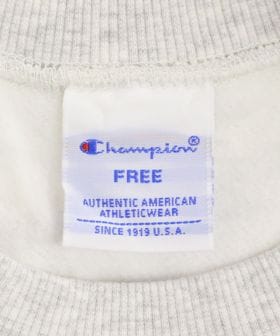 Champion®
FREE
AUTHENTIC AMERICAN
ATHLETICWEAR
SINCE 1919 U.S.A.